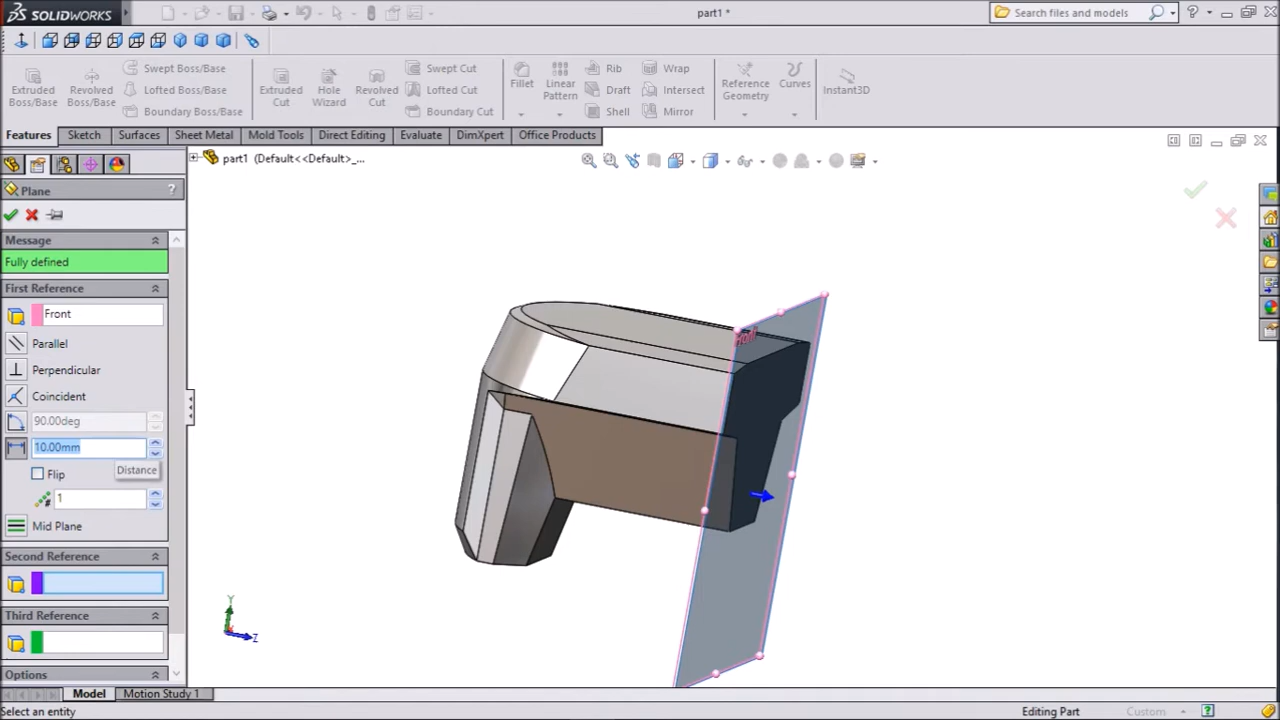 SOLIDWORKS
part1 *
Search files and models
Extruded Boss/Base
Revolved Boss/Base
Swept Boss/Base
Lofted Boss/Base
Boundary Boss/Base
Extruded Cut
Hole Wizard
Revolved Cut
Swept Cut
Lofted Cut
Boundary Cut
Fillet
Linear Pattern
Rib
Draft
Shell
Wrap
Intersect
Mirror
Reference Geometry
Curves
Instant3D
Features
Sketch
Surfaces
Sheet Metal
Mold Tools
Direct Editing
Evaluate
DimXpert
Office Products
part1 (Default<<Default>_...
Plane
?
Message
Fully defined
First Reference
Front
Parallel
Perpendicular
Coincident
90.00deg
10.00mm
Distance
Flip
1
Mid Plane
Second Reference
Third Reference
Options
Y
Z
Model
Motion Study 1
Select an entity
Editing Part
Custom